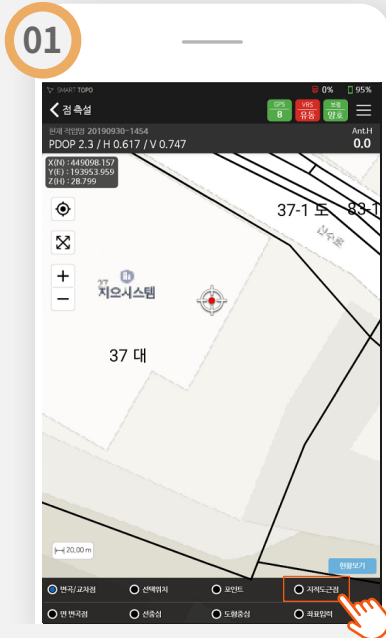 01
SMART TOPO
0%
95%
점 측설
GPS
8
VRS
유동
보정
양호
현재 작업명 20190930-1454
PDOP 2.3 / H 0.617 / V 0.747
Ant.H
0.0
X(N) : 449098.157
Y(E) : 193953.959
Z(H) : 28.799
37-1 도
83-1
산수로
+
−
37
지오시스템
37 대
20,00 m
현황보기
변곡/교차점
선택위치
포인트
지적도근점
면 변곡점
선중심
도형중심
좌표입력